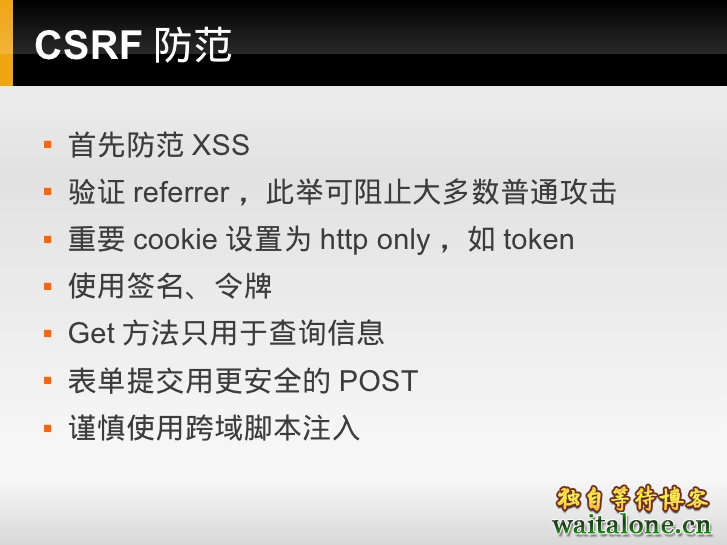 CSRF 防范
首先防范 XSS
验证 referrer ，此举可阻止大多数普通攻击
重要 cookie 设置为 http only ，如 token
使用签名、令牌
Get 方法只用于查询信息
表单提交用更安全的 POST
谨慎使用跨域脚本注入
独自等待博客
waitalone.cn